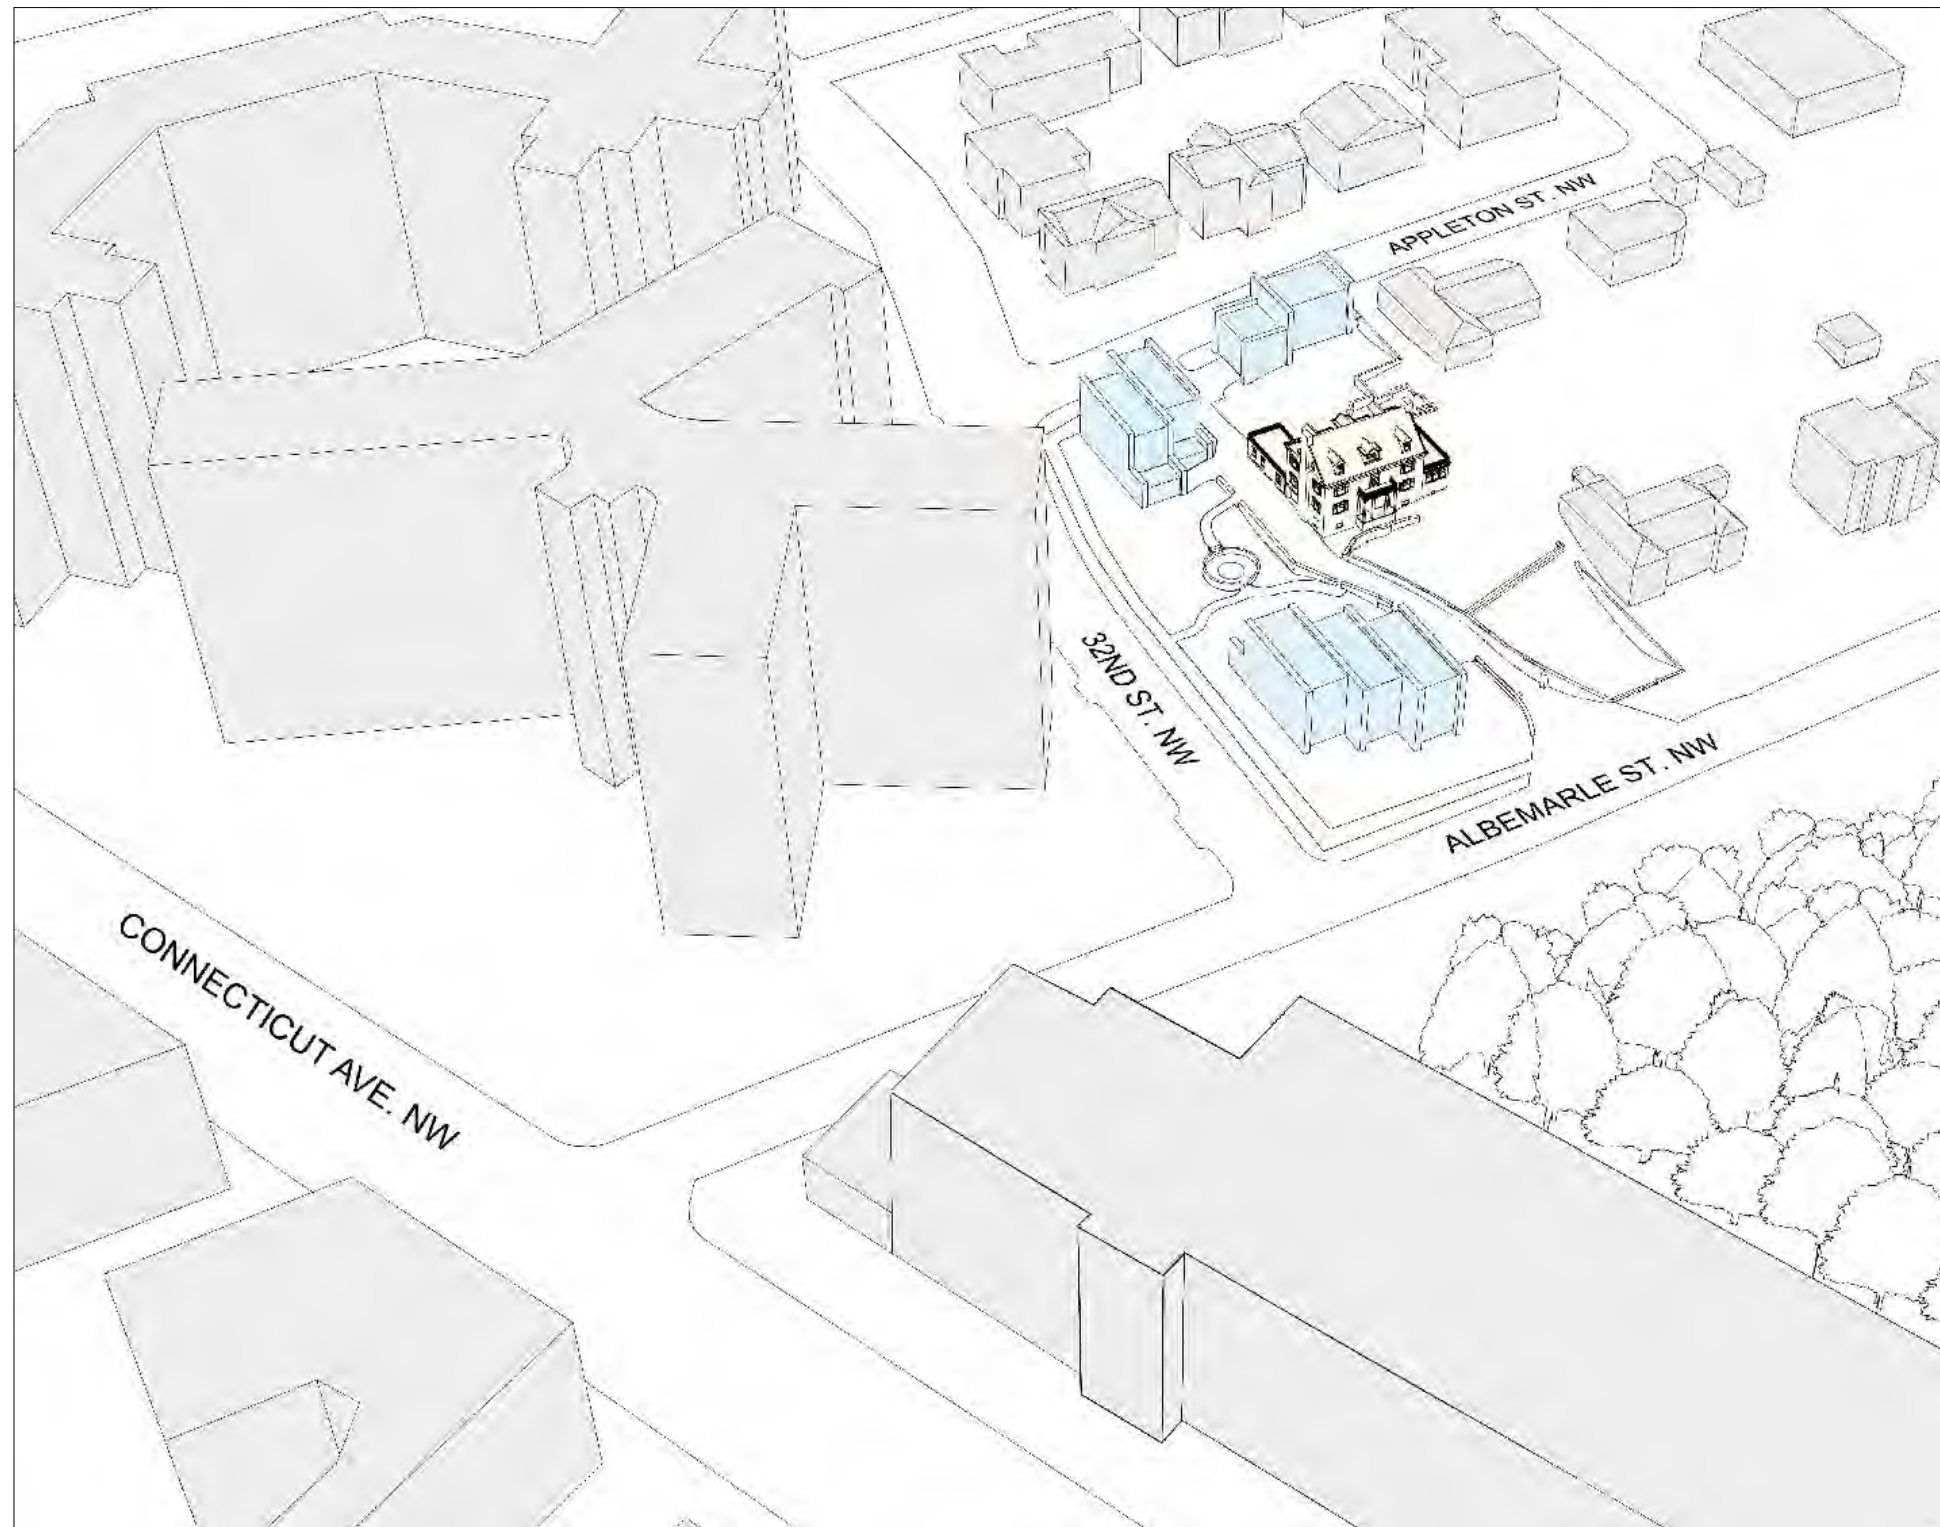 APPLETON ST. NW
32ND ST. NW
ALBEMARLE ST. NW
CONNECTICUT AVE. NW